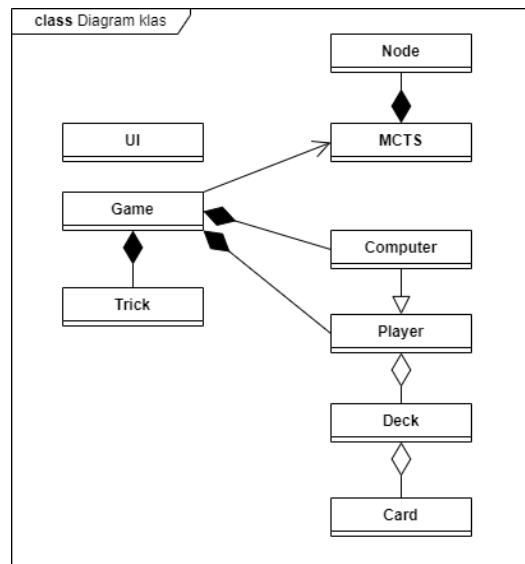 class Diagram klas
Node
UI
MCTS
Game
Computer
Trick
Player
Deck
Card